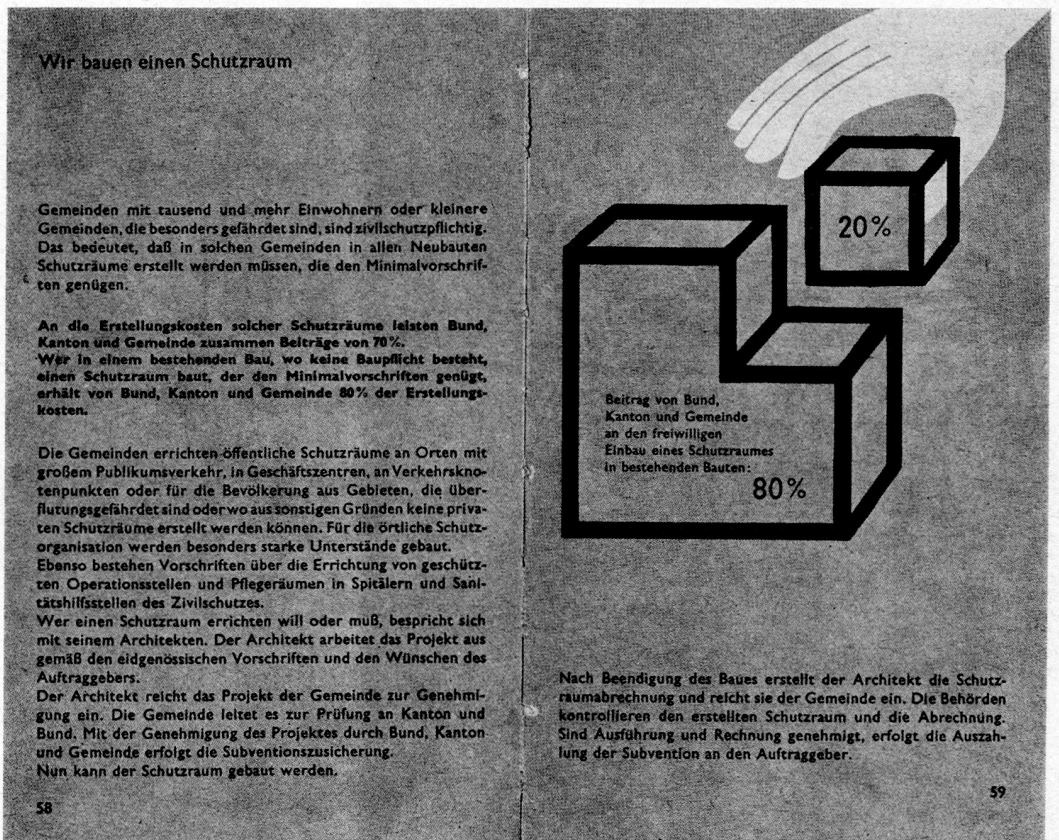 Wir bauen einen Schutzraum
Gemeinden mit tausend und mehr Einwohnern oder kleinere
Gemeinden, die besonders gefährdet sind, sind zivilschutzpflichtig.
Das bedeutet, daß in solchen Gemeinden in allen Neubauten
Schutzräume erstellt werden müssen, die den Minimalvorschrif-
ten genügen.
An die Erstellungskosten solcher Schutzräume leisten Bund,
Kanton und Gemeinde zusammen Beiträge von 70%.
Wer in einem bestehenden Bau, wo keine Baupflicht besteht,
einen Schutzraum baut, der den Minimalvorschriften genügt,
erhält von Bund, Kanton und Gemeinde 80% der Erstellungs-
kosten.
Die Gemeinden errichten öffentliche Schutzräume an Orten mit
großem Publikumsverkehr, in Geschäftszentren, an Verkehrskno-
tenpunkten oder für die Bevölkerung aus Gebieten, die über-
flutungsgefährdet sind oder wo aus sonstigen Gründen keine priva-
ten Schutzräume erstellt werden können. Für die örtliche Schutz-
organisation werden besonders starke Unterstände gebaut.
Ebenso bestehen Vorschriften über die Errichtung von geschütz-
ten Operationsstellen und Pflegeräumen in Spitälern und Sani-
tätshilfsstellen des Zivilschutzes.
Wer einen Schutzraum errichten will oder muß, bespricht sich
mit seinem Architekten. Der Architekt arbeitet das Projekt aus
gemäß den eidgenössischen Vorschriften und den Wünschen des
Auftraggebers.
Der Architekt reicht das Projekt der Gemeinde zur Genehmi-
gung ein. Die Gemeinde leitet es zur Prüfung an Kanton und
Bund. Mit der Genehmigung des Projektes durch Bund, Kanton
und Gemeinde erfolgt die Subventionszusicherung.
Nun kann der Schutzraum gebaut werden.
58
20%
Beitrag von Bund,
Kanton und Gemeinde
an den freiwilligen
Einbau eines Schutzraumes
in bestehenden Bauten:
80%
Nach Beendigung des Baues erstellt der Architekt die Schutz-
raumabrechnung und reicht sie der Gemeinde ein. Die Behörden
kontrollieren den erstellten Schutzraum und die Abrechnung.
Sind Ausführung und Rechnung genehmigt, erfolgt die Auszah-
lung der Subvention an den Auftraggeber.
59